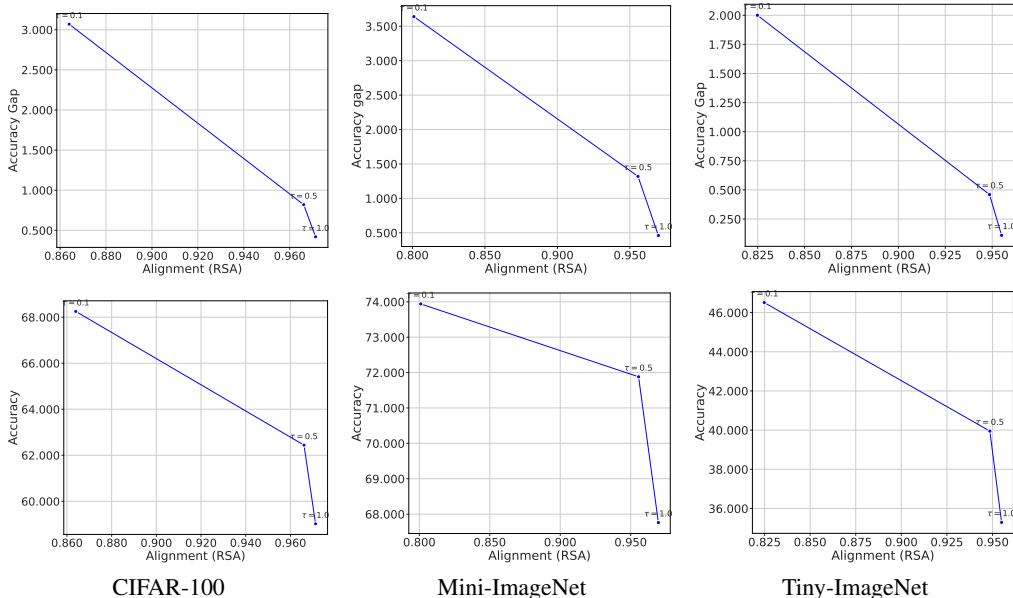 τ = 0.1
3.000
2.500
2.000
1.500
1.000
0.500
Accuracy Gap
τ = 0.5
τ = 1.0
0.860 0.880 0.900 0.920 0.940 0.960
Alignment (RSA)
τ = 0.1
3.500
3.000
2.500
2.000
1.500
1.000
0.500
Accuracy gap
τ = 0.5
τ = 1.0
0.800 0.850 0.900 0.950
Alignment (RSA)
τ = 0.1
2.000
1.750
1.500
1.250
1.000
0.750
0.500
0.250
Accuracy Gap
τ = 0.5
τ = 1.0
0.825 0.850 0.875 0.900 0.925 0.950
Alignment (RSA)
τ = 0.1
68.000
66.000
64.000
62.000
60.000
Accuracy
τ = 0.5
τ = 1.0
0.860 0.880 0.900 0.920 0.940 0.960
Alignment (RSA)
CIFAR-100
τ = 0.1
74.000
73.000
72.000
71.000
70.000
69.000
68.000
Accuracy
τ = 0.5
τ = 1.0
0.800 0.850 0.900 0.950
Alignment (RSA)
Mini-ImageNet
τ = 0.1
46.000
44.000
42.000
40.000
38.000
36.000
Accuracy
τ = 0.5
τ = 1.0
0.825 0.850 0.875 0.900 0.925 0.950
Alignment (RSA)
Tiny-ImageNet